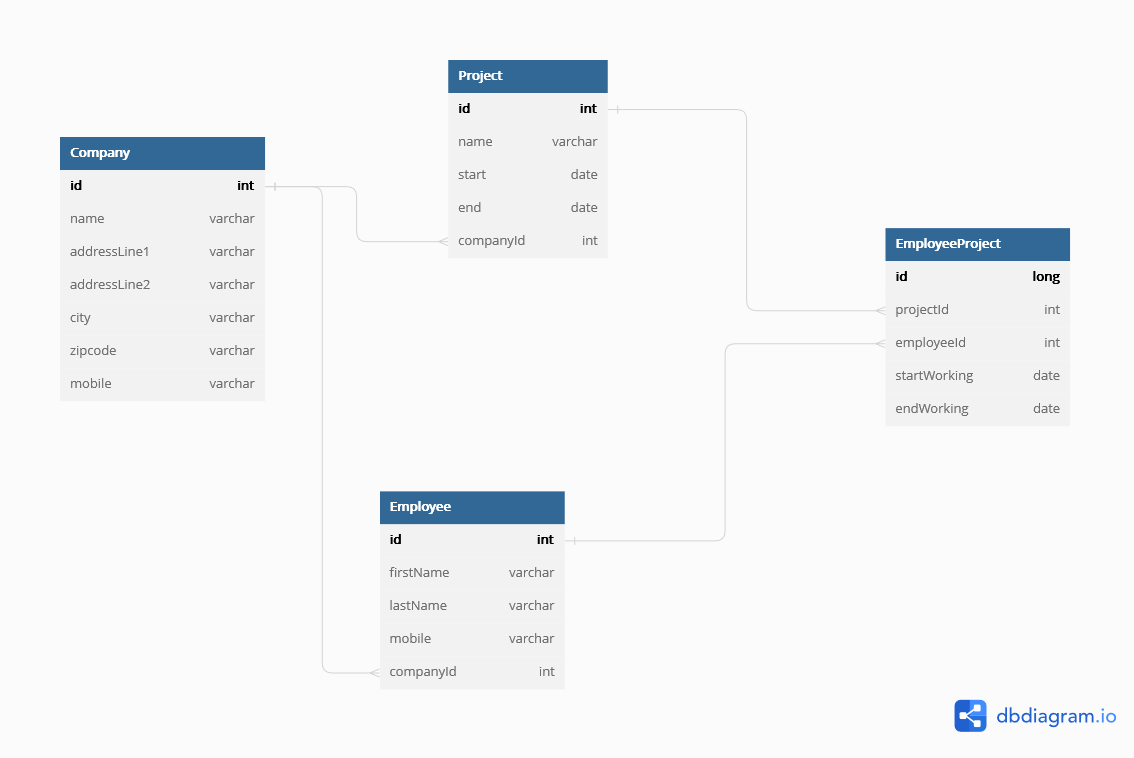 Project
id int
name varchar
start date
end date
companyId int
Company
id int
name varchar
addressLine1 varchar
addressLine2 varchar
city varchar
zipcode varchar
mobile varchar
EmployeeProject
id long
projectId int
employeeId int
startWorking date
endWorking date
Employee
id int
firstName varchar
lastName varchar
mobile varchar
companyId int
dbdiagram.io